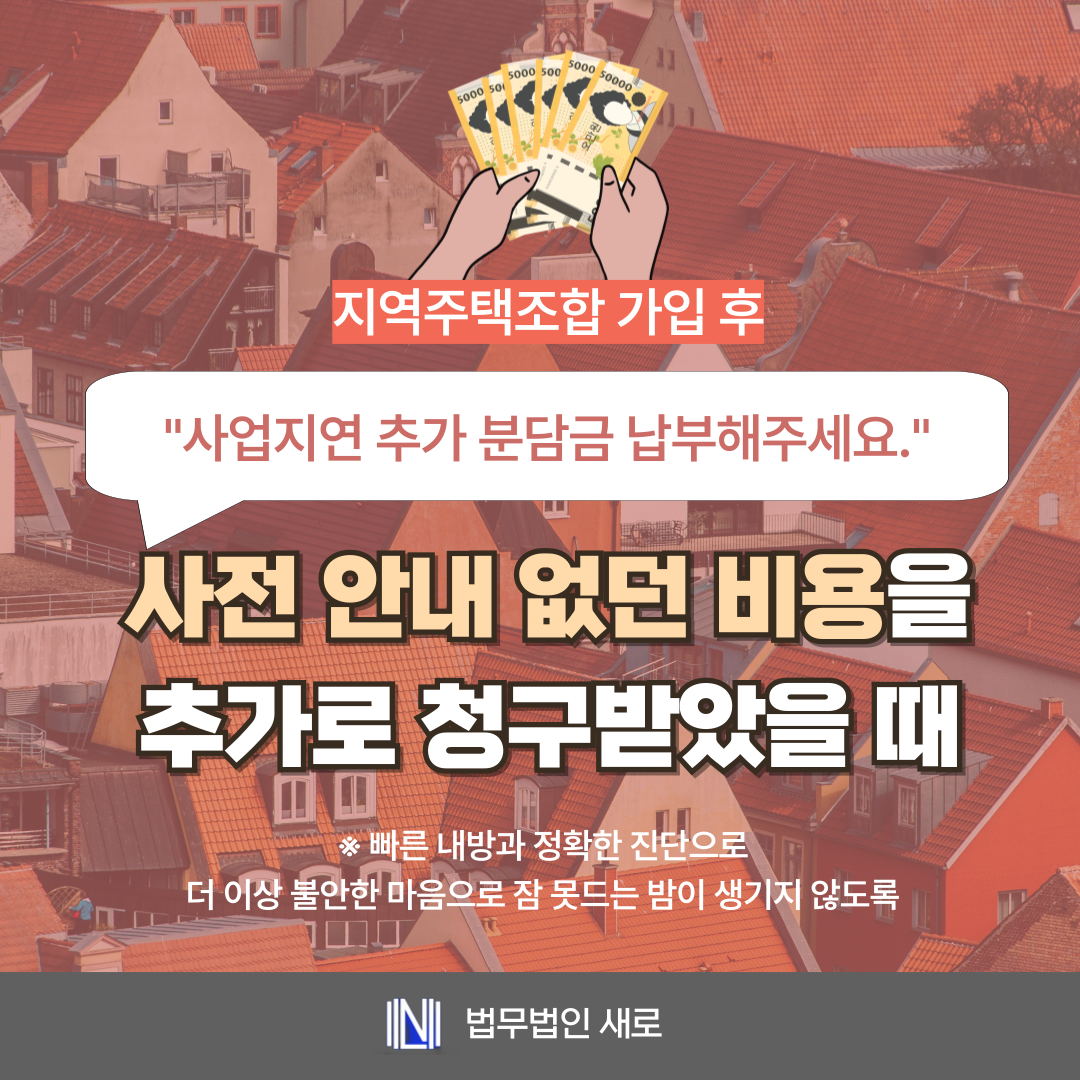 50000
50000
지역주택조합 가입 후
"사업지연 추가 분담금 납부해주세요."
사전 안내 없던 비용을
추가로 청구받았을 때
※ 빠른 내방과 정확한 진단으로
더 이상 불안한 마음으로 잠 못드는 밤이 생기지 않도록
법무법인 새로